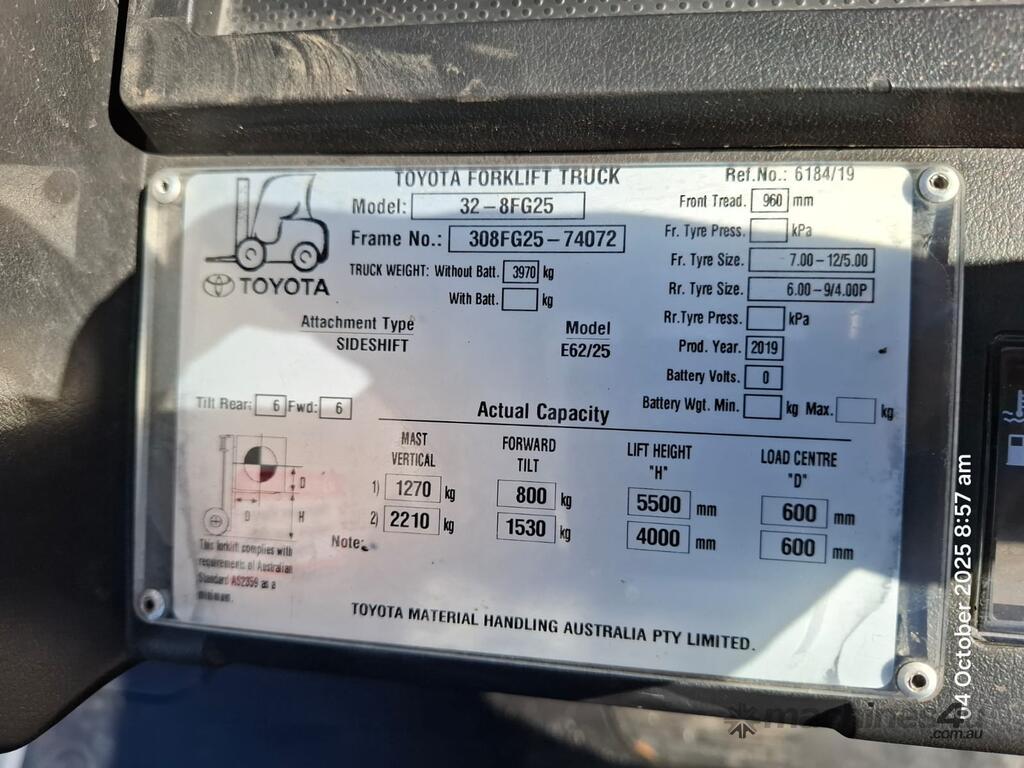 TOYOTA FORKLIFT TRUCK
Ref.No.: 6184/19
Model: 32-8FG25
Front Tread. 960 mm
Frame No.: 308FG25-74072
Fr. Tyre Press. kPa
TRUCK WEIGHT: Without Batt. 3970 kg
Fr. Tyre Size. 7.00-12/5.00
With Batt. kg
Rr. Tyre Size. 6.00-9/4.00P
TOYOTA
Attachment Type Model
Rr.Tyre Press. kPa
SIDESHIFT E62/25
Prod. Year. 2019
Battery Volts. 0
Tilt Rear: 6 Fwd: 6
Actual Capacity
Battery Wgt. Min. kg Max. kg
MAST VERTICAL
FORWARD TILT
LIFT HEIGHT "H"
LOAD CENTRE "D"
1) 1270 kg 800 kg 5500 mm 600 mm
2) 2210 kg 1530 kg 4000 mm 600 mm
D
D
H
Note:
This forklift complies with
requirements of Australian
Standard AS2359 as a
minimum.
TOYOTA MATERIAL HANDLING AUSTRALIA PTY LIMITED.
04 October 2025 8:57 am
.com.au